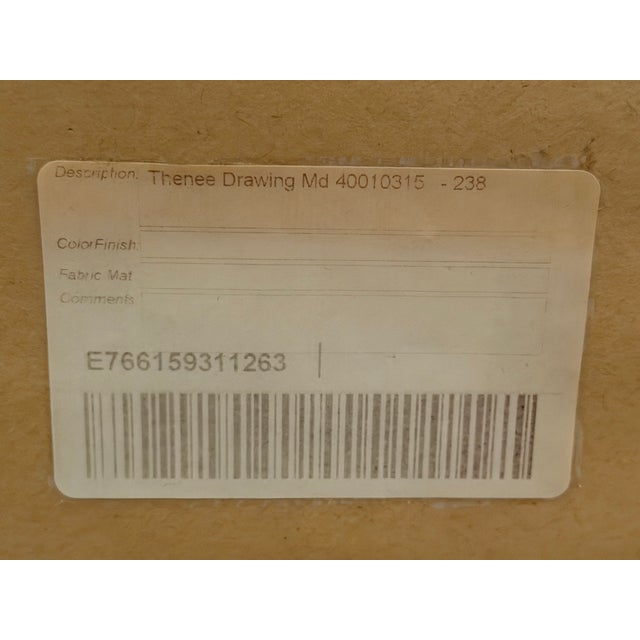 Description: Thenee Drawing Md 40010315 - 238
ColorFinish:
Fabric Mat
Comments
E766159311263